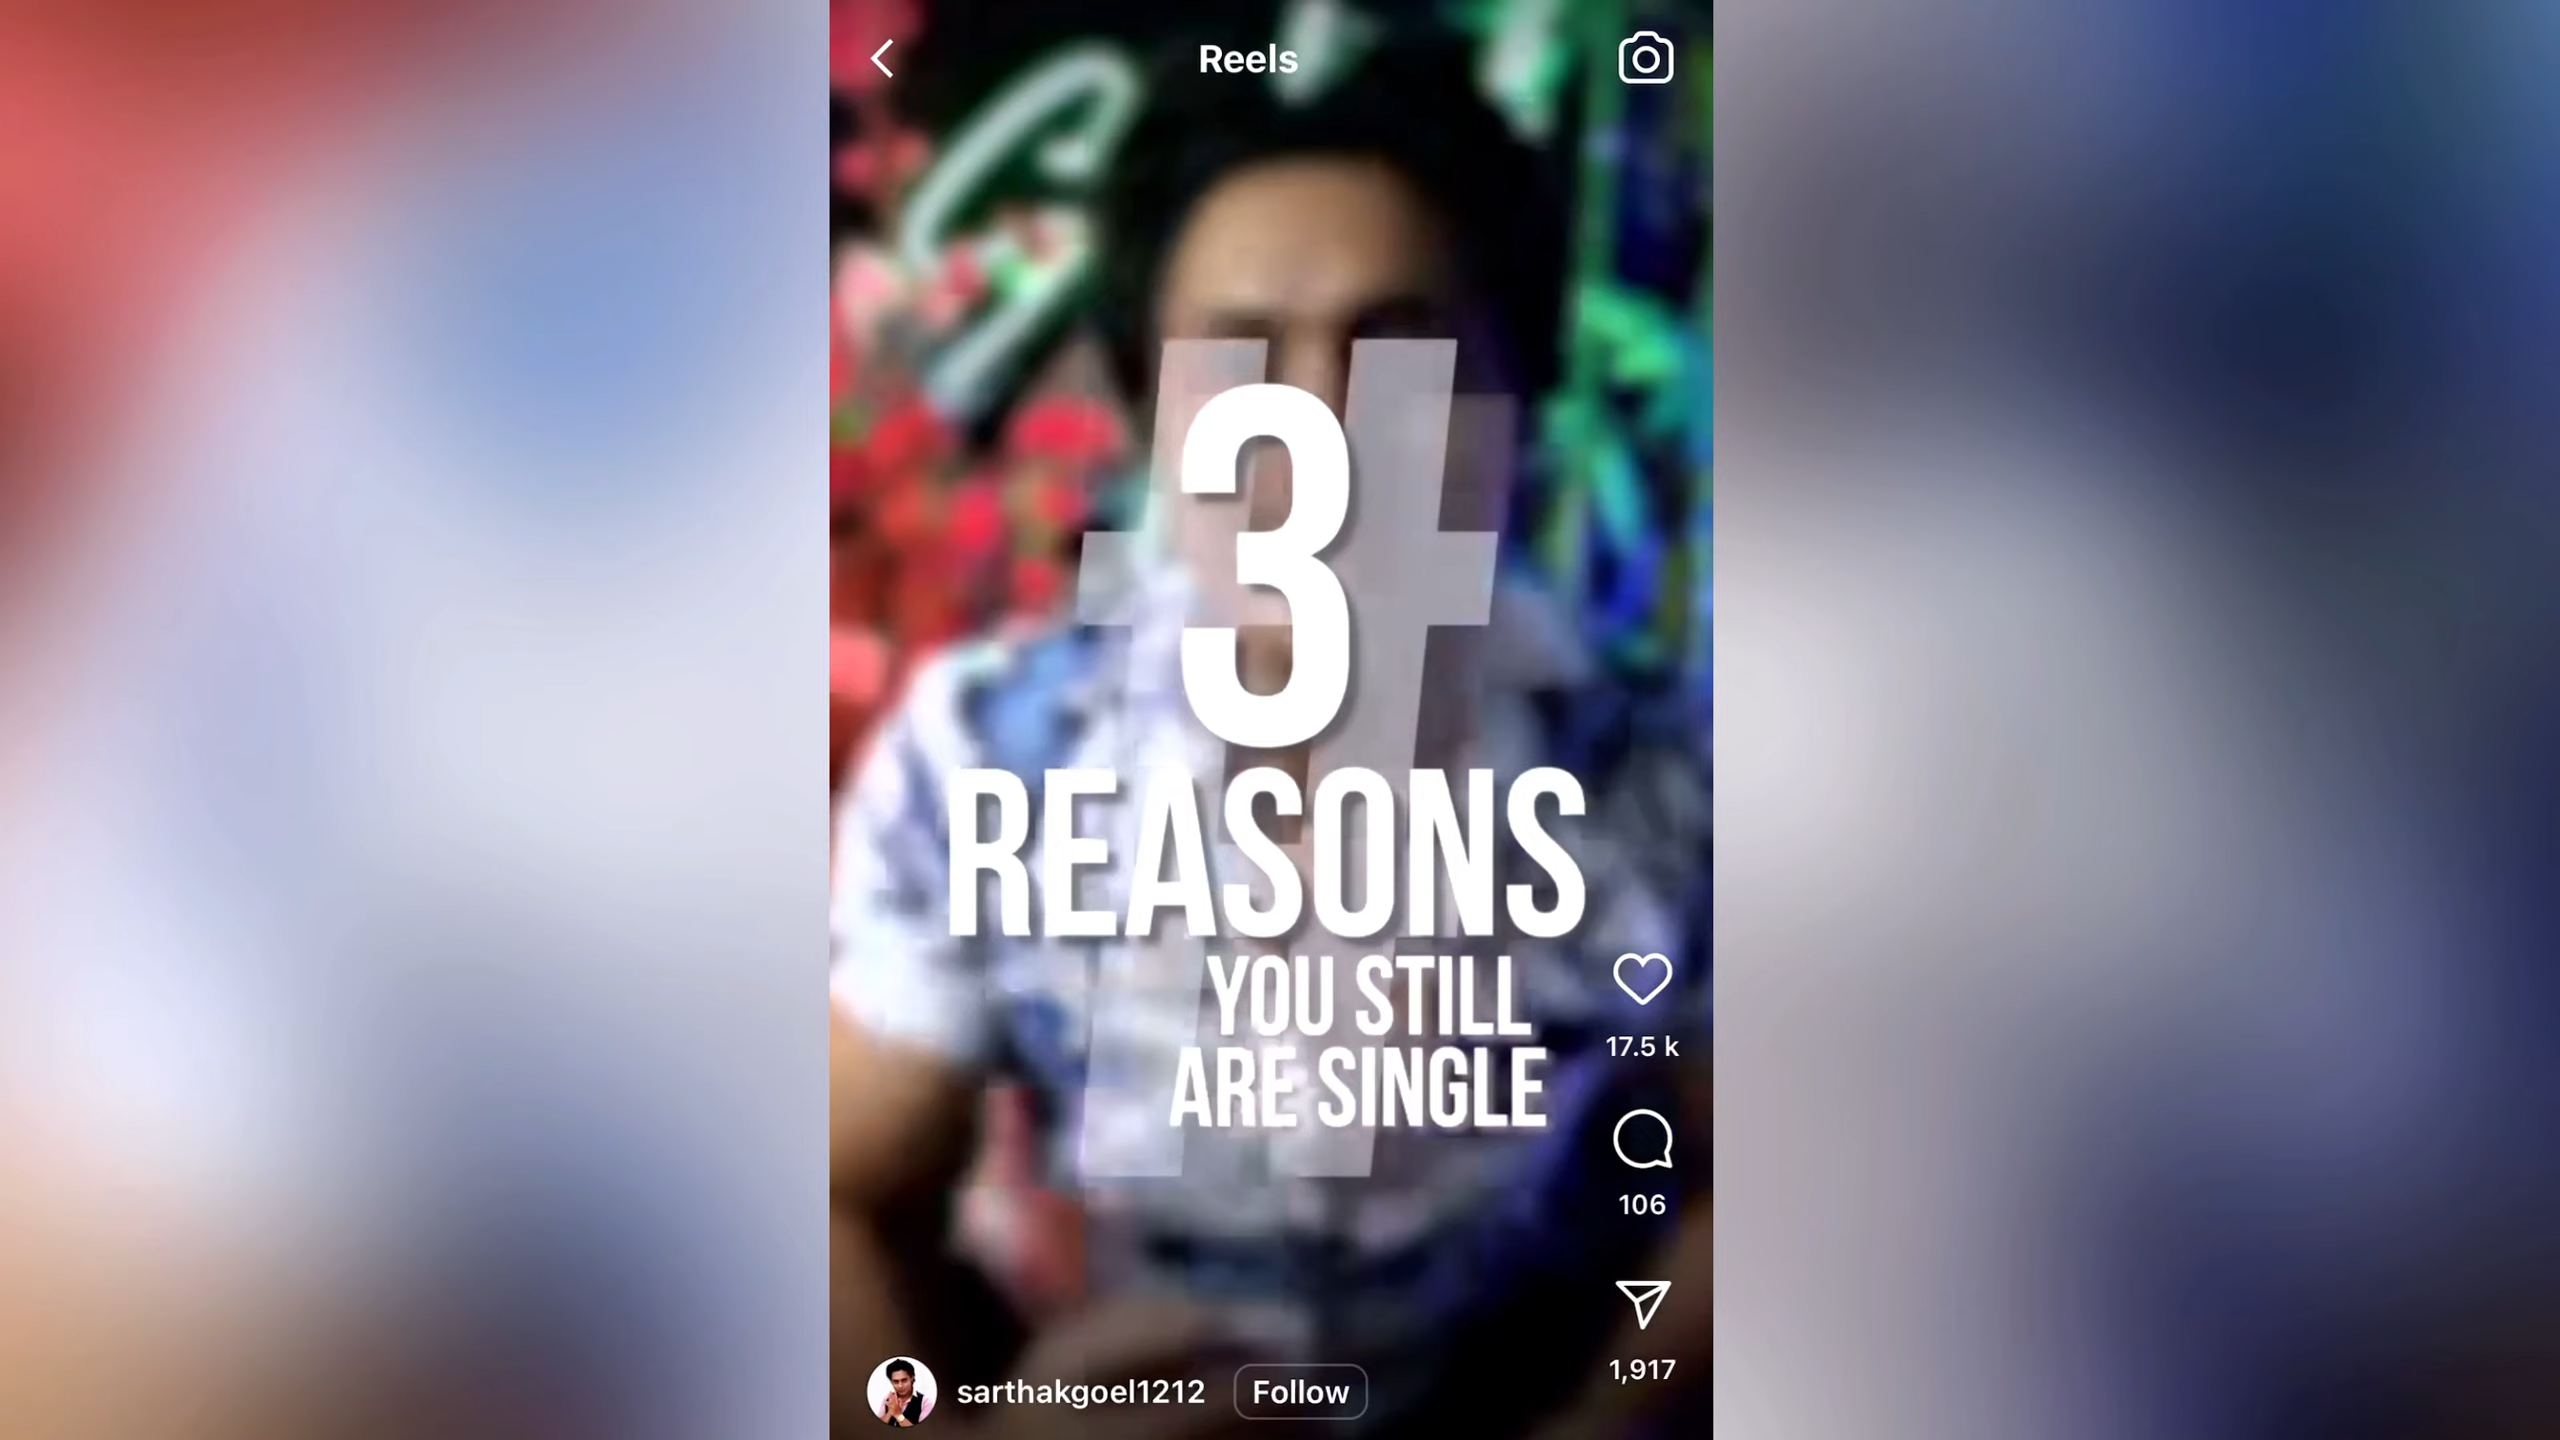 Reels
#
3
REASONS
YOU STILL
ARE SINGLE
17.5 k
106
1,917
sarthakgoel1212 Follow